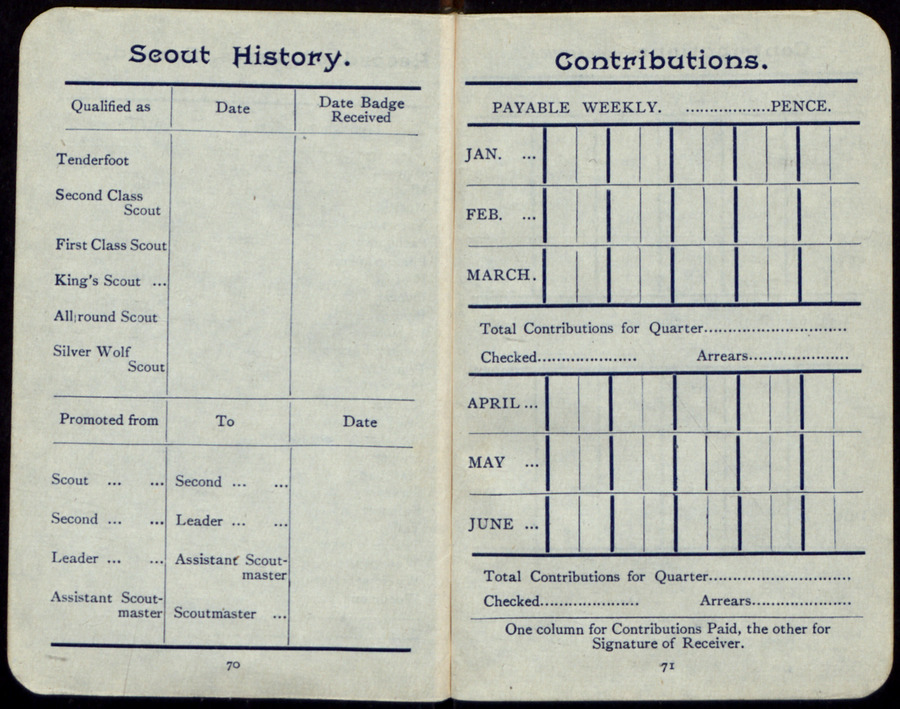 Scout History.
Qualified as Date Date Badge Received
Tenderfoot
Second Class
Scout
First Class Scout
King's Scout ...
All round Scout
Silver Wolf
Scout
Promoted from To Date
Scout ... ... Second ... ...
Second ... ... Leader ... ...
Leader ... ... Assistant Scout-
master
Assistant Scout-
master Scoutmaster ...
70
Contributions.
PAYABLE WEEKLY. ..................PENCE.
JAN. ...
FEB. ...
MARCH.
Total Contributions for Quarter.................................
Checked....................... Arrears.......................
APRIL ...
MAY ...
JUNE ...
Total Contributions for Quarter.................................
Checked....................... Arrears.......................
One column for Contributions Paid, the other for
Signature of Receiver.
71